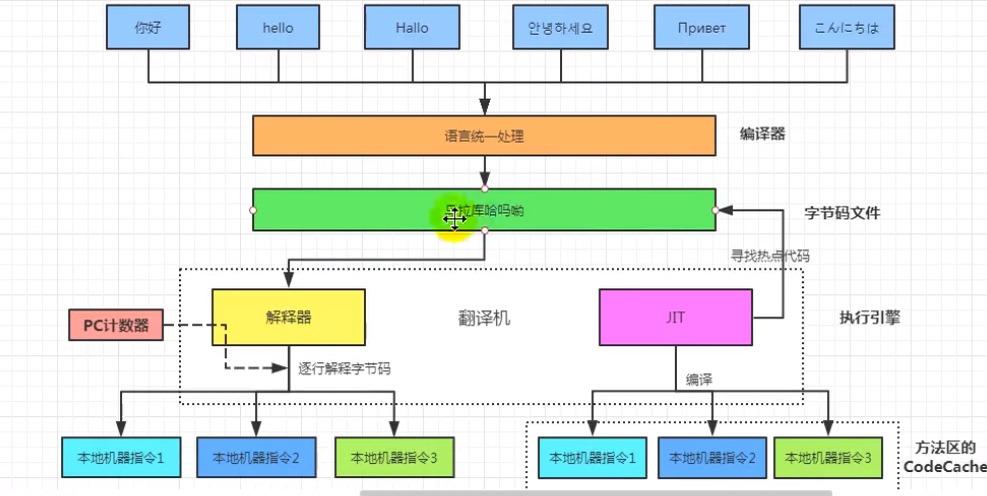 你好
hello
Hallo
안녕하세요
Привет
こんにちは
语言统一处理
编译器
拉库哈吗哟
字节码文件
寻找热点代码
解释器
翻译机
JIT
执行引擎
PC计数器
逐行解释字节码
编译
本地机器指令1
本地机器指令2
本地机器指令3
本地机器指令1
本地机器指令2
本地机器指令3
方法区的
CodeCache